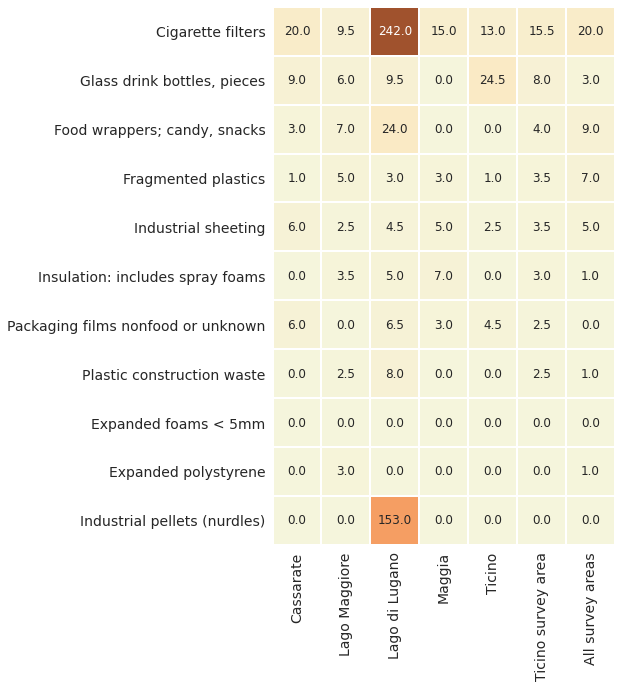 Cigarette filters 20.0 9.5 242.0 15.0 13.0 15.5 20.0
Glass drink bottles, pieces 9.0 6.0 9.5 0.0 24.5 8.0 3.0
Food wrappers; candy, snacks 3.0 7.0 24.0 0.0 0.0 4.0 9.0
Fragmented plastics 1.0 5.0 3.0 3.0 1.0 3.5 7.0
Industrial sheeting 6.0 2.5 4.5 5.0 2.5 3.5 5.0
Insulation: includes spray foams 0.0 3.5 5.0 7.0 0.0 3.0 1.0
Packaging films nonfood or unknown 6.0 0.0 6.5 3.0 4.5 2.5 0.0
Plastic construction waste 0.0 2.5 8.0 0.0 0.0 2.5 1.0
Expanded foams < 5mm 0.0 0.0 0.0 0.0 0.0 0.0 0.0
Expanded polystyrene 0.0 3.0 0.0 0.0 0.0 0.0 1.0
Industrial pellets (nurdles) 0.0 0.0 153.0 0.0 0.0 0.0 0.0
Cassarate
Lago Maggiore
Lago di Lugano
Maggia
Ticino
Ticino survey area
All survey areas